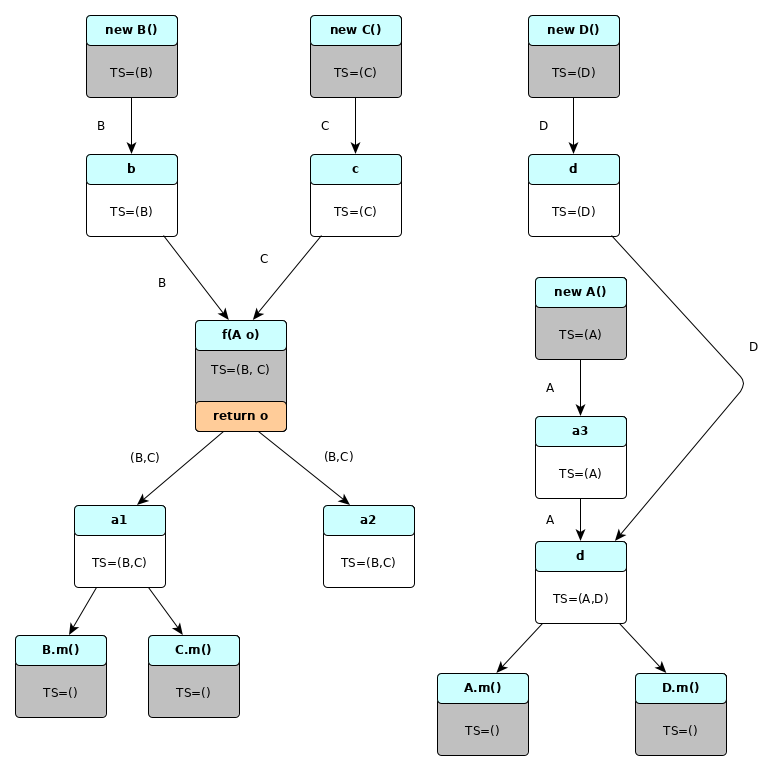 new B()
TS=(B)
new C()
TS=(C)
new D()
TS=(D)
B
C
D
b
TS=(B)
c
TS=(C)
d
TS=(D)
B
C
new A()
TS=(A)
f(A o)
TS=(B, C)
return o
D
A
(B,C)
(B,C)
a3
TS=(A)
a1
TS=(B,C)
a2
TS=(B,C)
A
d
TS=(A,D)
B.m()
TS=()
C.m()
TS=()
A.m()
TS=()
D.m()
TS=()